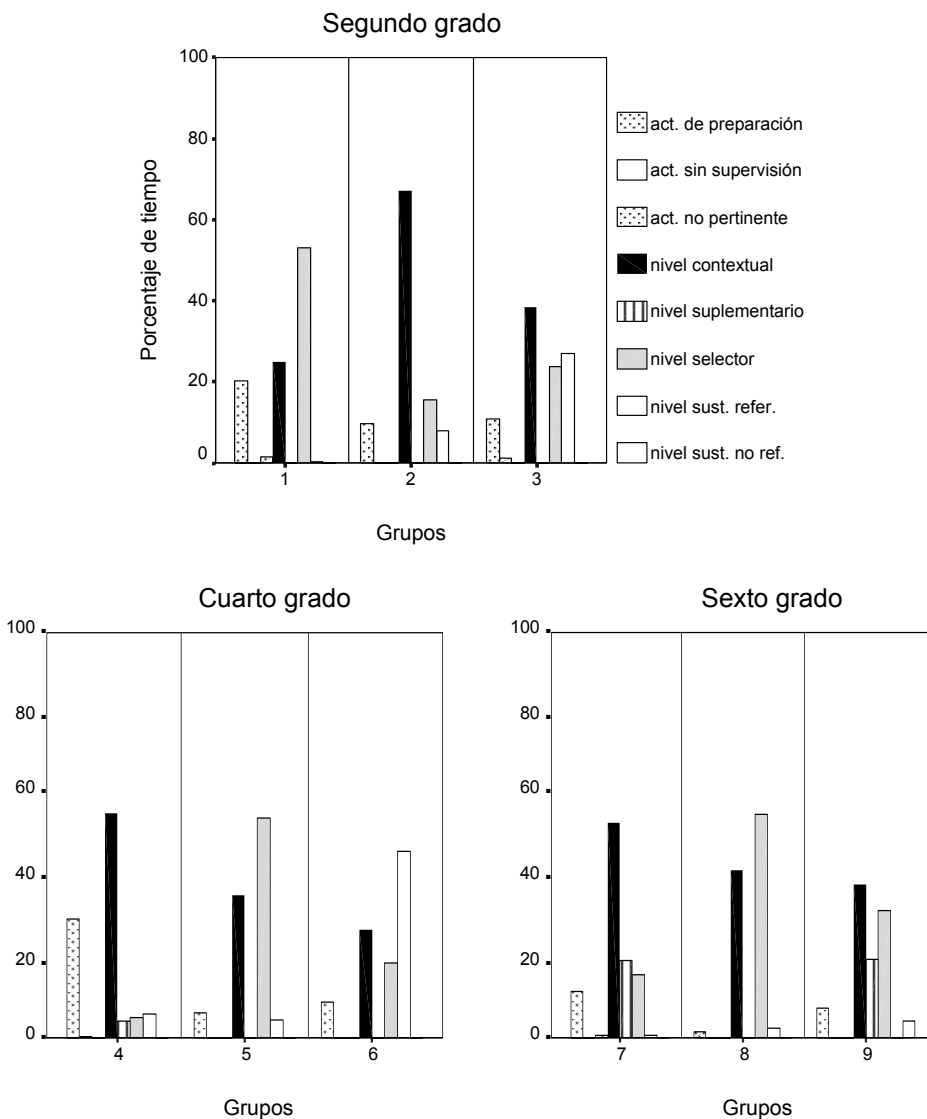 Segundo grado
100
80
60
40
20
0
Porcentaje de tiempo
1 2 3
Grupos
act. de preparación
act. sin supervisión
act. no pertinente
nivel contextual
nivel suplementario
nivel selector
nivel sust. refer.
nivel sust. no ref.
Cuarto grado
100
80
60
40
20
0
4 5 6
Grupos
Sexto grado
100
80
60
40
20
0
7 8 9
Grupos